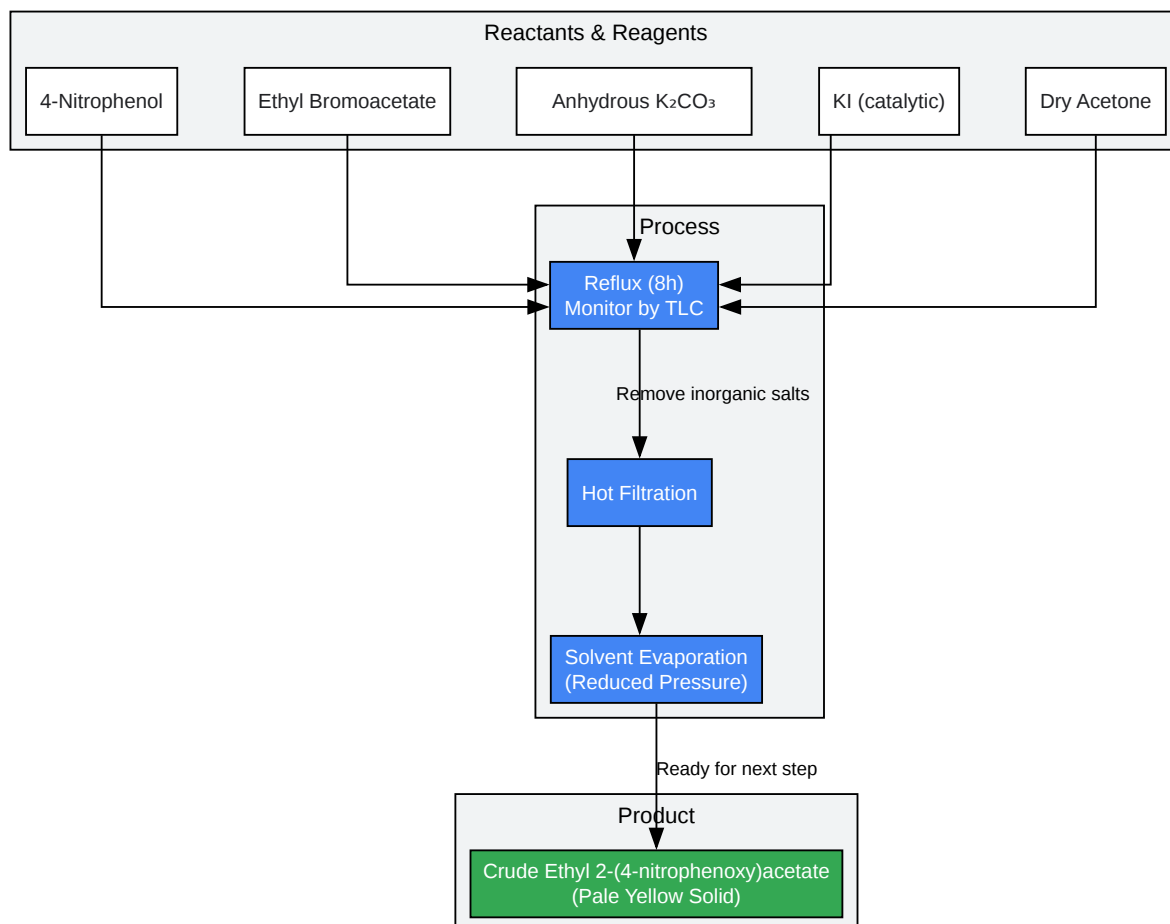 Reactants & Reagents
4-Nitrophenol
Ethyl Bromoacetate
Anhydrous K₂CO₃
KI (catalytic)
Dry Acetone
Process
Reflux (8h)
Monitor by TLC
Remove inorganic salts
Hot Filtration
Solvent Evaporation
(Reduced Pressure)
Ready for next step
Product
Crude Ethyl 2-(4-nitrophenoxy)acetate
(Pale Yellow Solid)